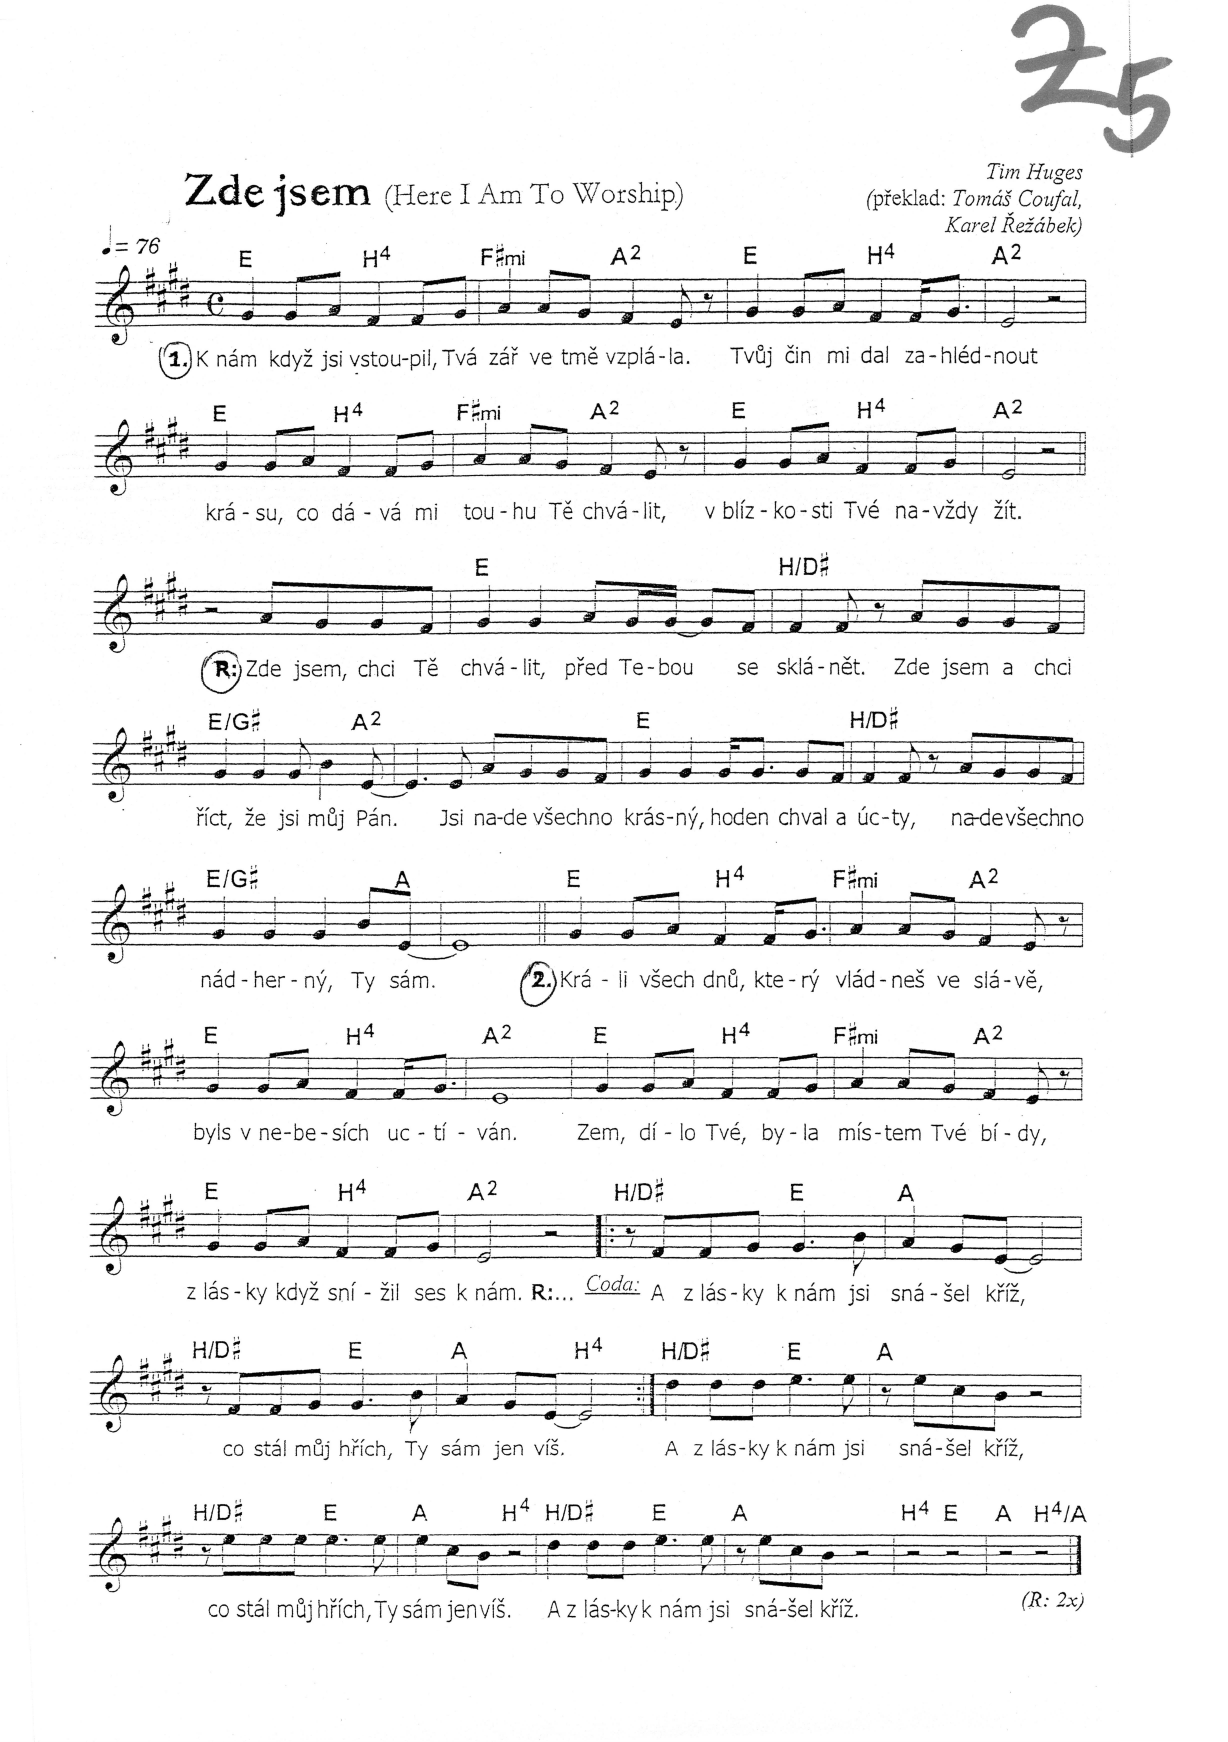 Z5
Zde jsem (Here I Am To Worship)
Tim Huges
(překlad: Tomáš Coufal,
Karel Řežábek)
♩= 76
E H4 F♯mi A2 E H4 A2
1. K nám když jsi vstou-pil, Tvá zář ve tmě vzplá-la. Tvůj čin mi dal za-hléd-nout
E H4 F♯mi A2 E H4 A2
krá-su, co dá-vá mi tou-hu Tě chvá-lit, v blíz-ko-sti Tvé na-vždy žít.
E H/D♯
R: Zde jsem, chci Tě chvá-lit, před Te-bou se sklá-nět. Zde jsem a chci
E/G♯ A2 E H/D♯
říct, že jsi můj Pán. Jsi na-de všechno krás-ný, hoden chval a úc-ty, na-de všechno
E/G♯ A E H4 F♯mi A2
nád-her-ný, Ty sám. 2. Krá-li všech dnů, kte-rý vlád-neš ve slá-vě,
E H4 A2 E H4 F♯mi A2
byls v ne-be-sích uc-tí-ván. Zem, dí-lo Tvé, by-la mís-tem Tvé bí-dy,
E H4 A2 H/D♯ E A
z lás-ky když sní-žil ses k nám. R:... Coda: A z lás-ky k nám jsi sná-šel kříž,
H/D♯ E A H4 H/D♯ E A
co stál můj hřích, Ty sám jen víš. A z lás-ky k nám jsi sná-šel kříž,
H/D♯ E A H4 H/D♯ E A H4 E A H4/A
co stál můj hřích, Ty sám jen víš. A z lás-ky k nám jsi sná-šel kříž.
(R: 2x)